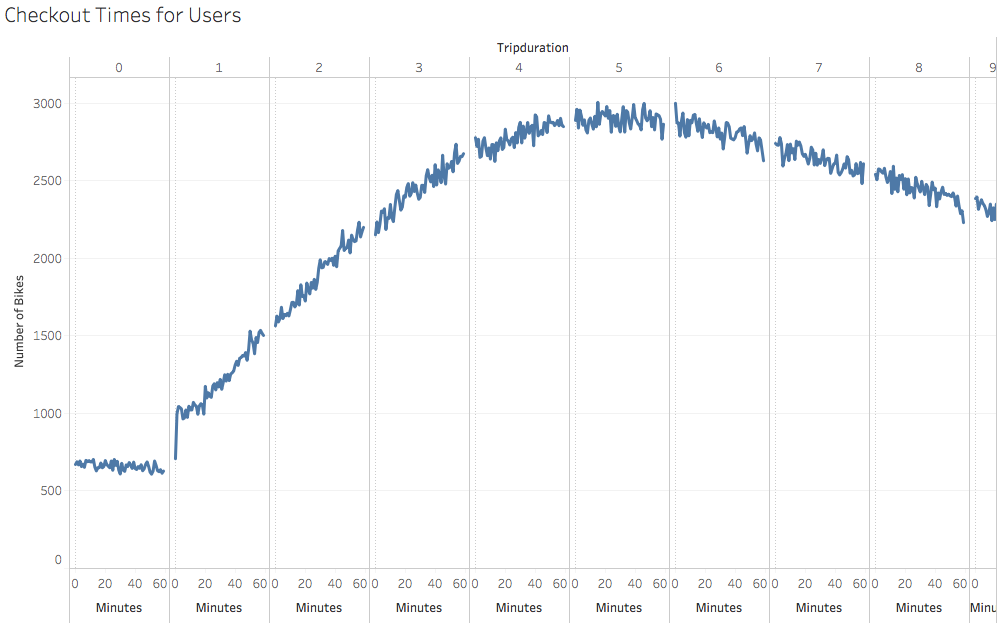 Checkout Times for Users
Tripduration
0 1 2 3 4 5 6 7 8 9
3000
2500
2000
1500
1000
500
0
Number of Bikes
0 20 40 60 0 20 40 60 0 20 40 60 0 20 40 60 0 20 40 60 0 20 40 60 0 20 40 60 0 20 40 60 0 20 40 60 0
Minutes Minutes Minutes Minutes Minutes Minutes Minutes Minutes Minutes Minu